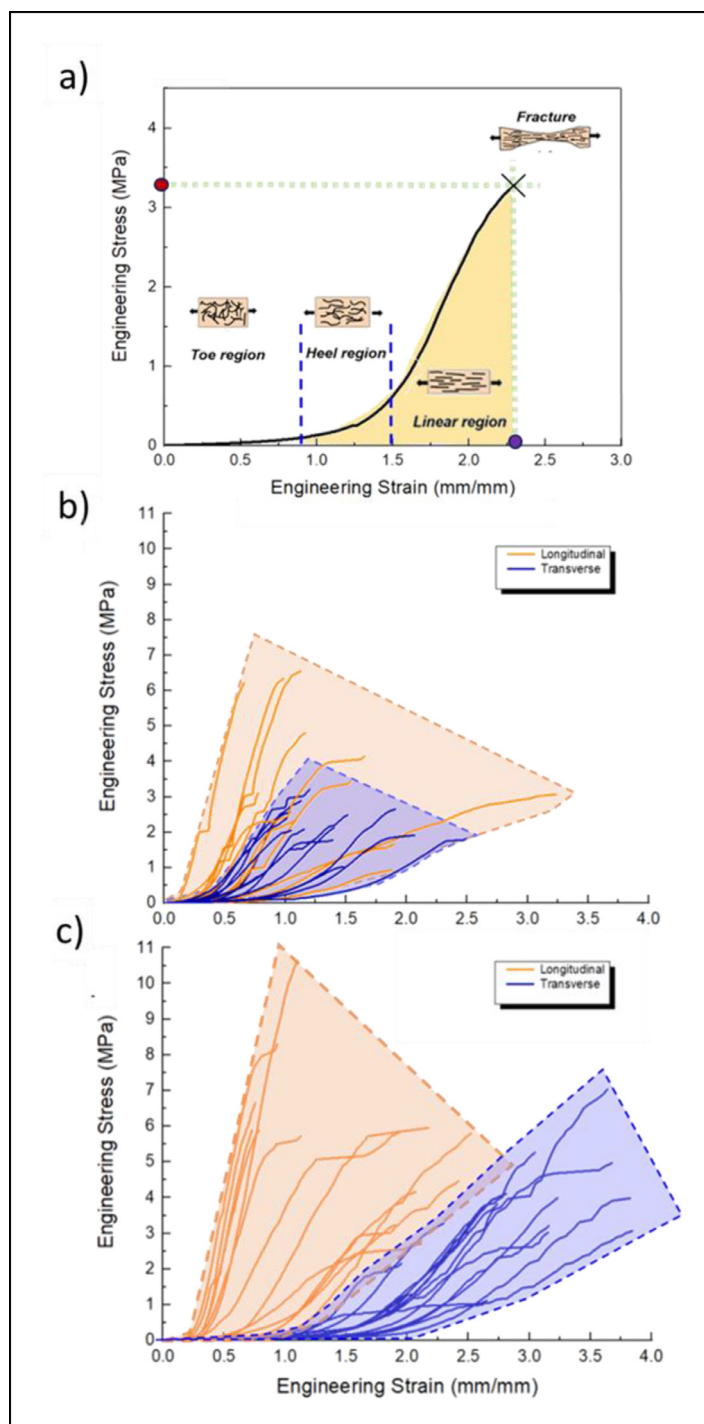 a)
Fracture
4
3
2
1
0
Engineering Stress (MPa)
Toe region
Heel region
Linear region
0.0 0.5 1.0 1.5 2.0 2.5 3.0
Engineering Strain (mm/mm)
b)
11
10
9
8
7
6
5
4
3
2
1
0
Engineering Stress (MPa)
Longitudinal
Transverse
0.0 0.5 1.0 1.5 2.0 2.5 3.0 3.5 4.0
c)
11
10
9
8
7
6
5
4
3
2
1
0
Engineering Stress (MPa)
Longitudinal
Transverse
0.0 0.5 1.0 1.5 2.0 2.5 3.0 3.5 4.0
Engineering Strain (mm/mm)